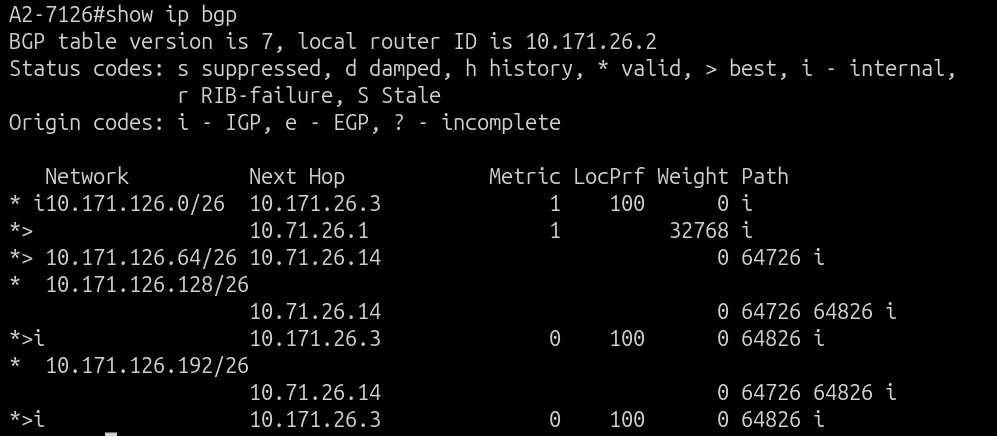 A2-7126#show ip bgp
BGP table version is 7, local router ID is 10.171.26.2
Status codes: s suppressed, d damped, h history, * valid, > best, i - internal,
              r RIB-failure, S Stale
Origin codes: i - IGP, e - EGP, ? - incomplete

   Network          Next Hop            Metric LocPrf Weight Path
* i10.171.126.0/26  10.171.26.3              1    100      0 i
*>                  10.71.26.1               1         32768 i
*> 10.171.126.64/26 10.71.26.14                            0 64726 i
*  10.171.126.128/26
                    10.71.26.14                            0 64726 64826 i
*>i                 10.171.26.3              0    100      0 64826 i
*  10.171.126.192/26
                    10.71.26.14                            0 64726 64826 i
*>i                 10.171.26.3              0    100      0 64826 i